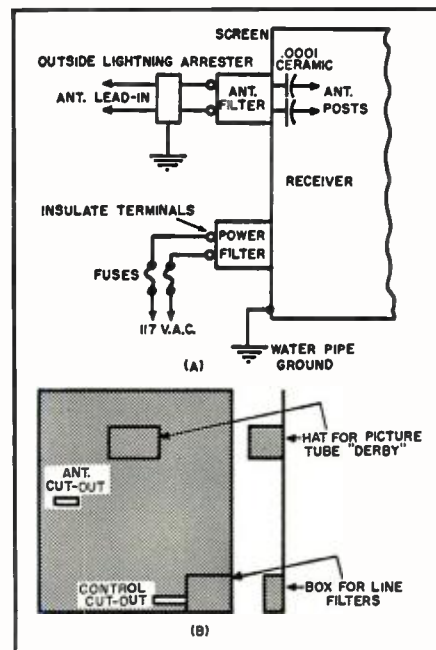 SCREEN
OUTSIDE LIGHTNING ARRESTER
.0001
CERAMIC
ANT. LEAD-IN
ANT.
FILTER
ANT.
POSTS
RECEIVER
INSULATE TERMINALS
POWER
FILTER
FUSES
117 V.A.C.
(A)
WATER PIPE
GROUND
HAT FOR PICTURE
TUBE "DERBY"
ANT.
CUT-OUT
CONTROL
CUT-OUT
BOX FOR LINE
FILTERS
(B)